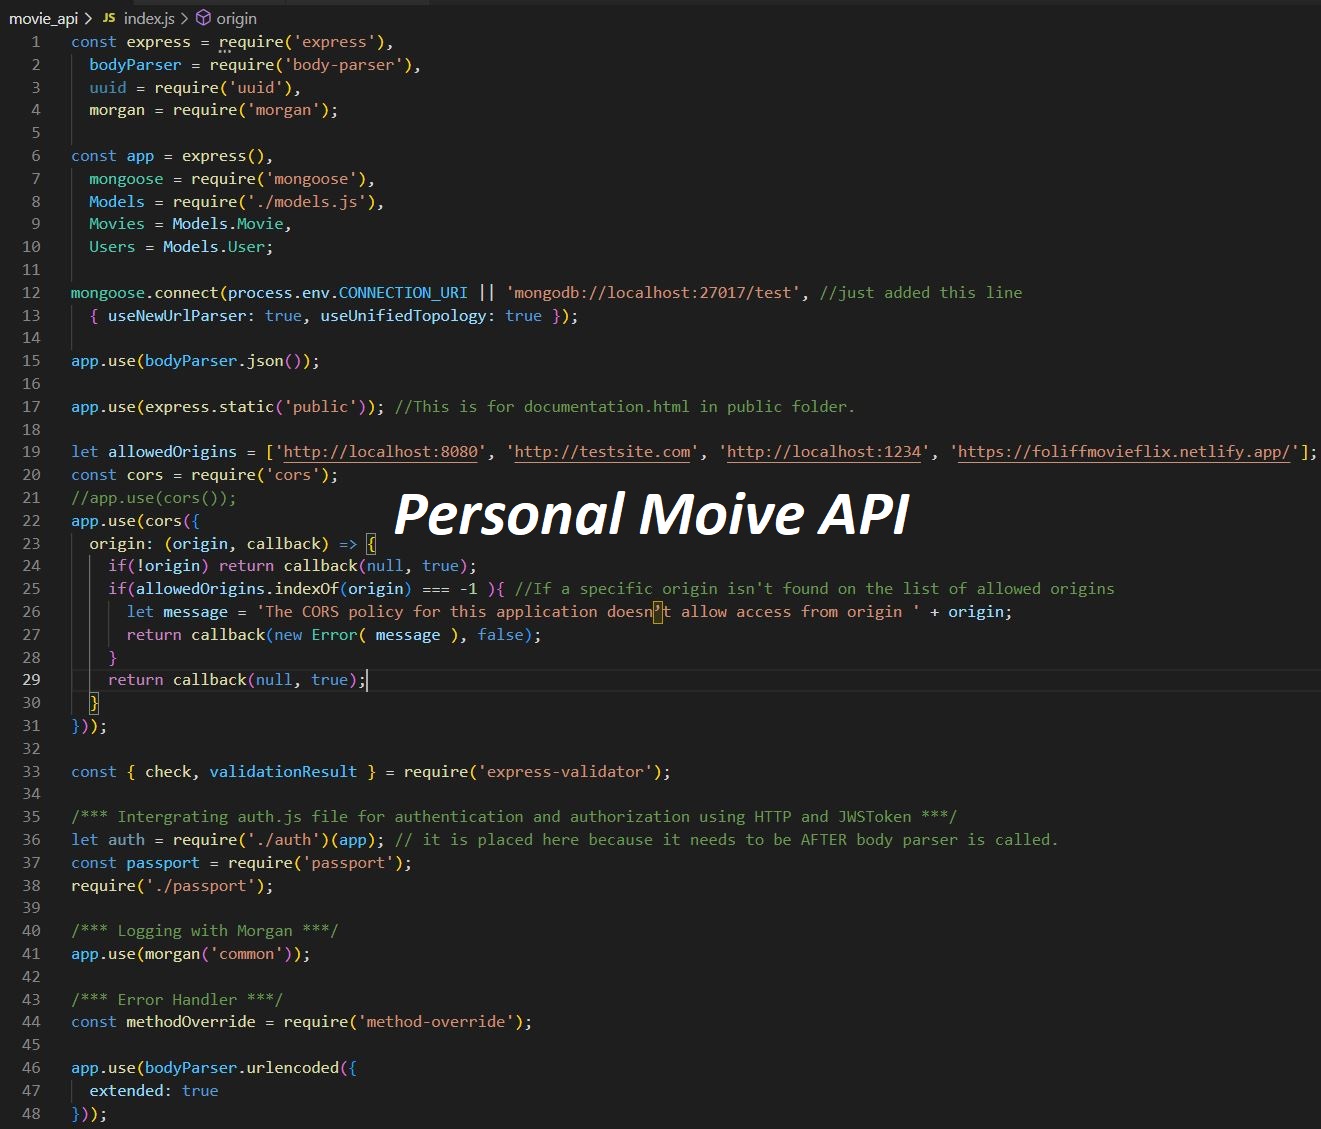 movie_api > JS index.js > origin
1 const express = require('express'),
2 bodyParser = require('body-parser'),
3 uuid = require('uuid'),
4 morgan = require('morgan');
5
6 const app = express(),
7 mongoose = require('mongoose'),
8 Models = require('./models.js'),
9 Movies = Models.Movie,
10 Users = Models.User;
11
12 mongoose.connect(process.env.CONNECTION_URI || 'mongodb://localhost:27017/test', //just added this line
13 { useNewUrlParser: true, useUnifiedTopology: true });
14
15 app.use(bodyParser.json());
16
17 app.use(express.static('public')); //This is for documentation.html in public folder.
18
19 let allowedOrigins = ['http://localhost:8080', 'http://testsite.com', 'http://localhost:1234', 'https://foliffmovieflix.netlify.app/'];
20 const cors = require('cors');
21 //app.use(cors());
Personal Moive API
22 app.use(cors({
23 origin: (origin, callback) => {
24 if(!origin) return callback(null, true);
25 if(allowedOrigins.indexOf(origin) === -1 ){ //If a specific origin isn't found on the list of allowed origins
26 let message = 'The CORS policy for this application doesn’t allow access from origin ' + origin;
27 return callback(new Error( message ), false);
28 }
29 return callback(null, true);
30 }
31 }));
32
33 const { check, validationResult } = require('express-validator');
34
35 /*** Intergrating auth.js file for authentication and authorization using HTTP and JWSToken ***/
36 let auth = require('./auth')(app); // it is placed here because it needs to be AFTER body parser is called.
37 const passport = require('passport');
38 require('./passport');
39
40 /*** Logging with Morgan ***/
41 app.use(morgan('common'));
42
43 /*** Error Handler ***/
44 const methodOverride = require('method-override');
45
46 app.use(bodyParser.urlencoded({
47 extended: true
48 }));